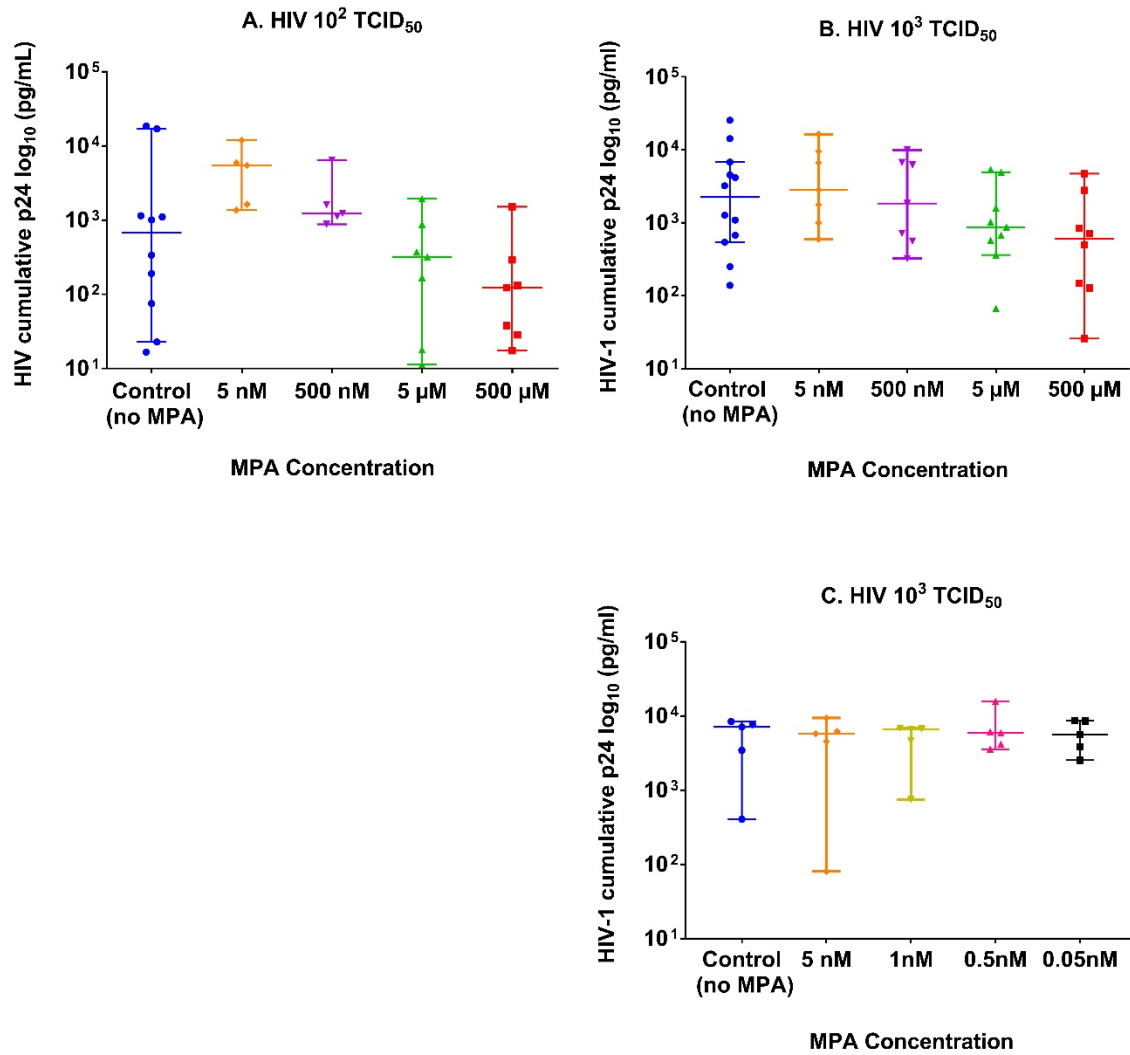 A. HIV 10² TCID₅₀
HIV cumulative p24 log₁₀ (pg/mL)
10⁵
10⁴
10³
10²
10¹
Control
(no MPA)
5 nM
500 nM
5 µM
500 µM
MPA Concentration
B. HIV 10³ TCID₅₀
HIV-1 cumulative p24 log₁₀ (pg/ml)
10⁵
10⁴
10³
10²
10¹
Control
(no MPA)
5 nM
500 nM
5 µM
500 µM
MPA Concentration
C. HIV 10³ TCID₅₀
HIV-1 cumulative p24 log₁₀ (pg/ml)
10⁵
10⁴
10³
10²
10¹
Control
(no MPA)
5 nM
1nM
0.5nM
0.05nM
MPA Concentration